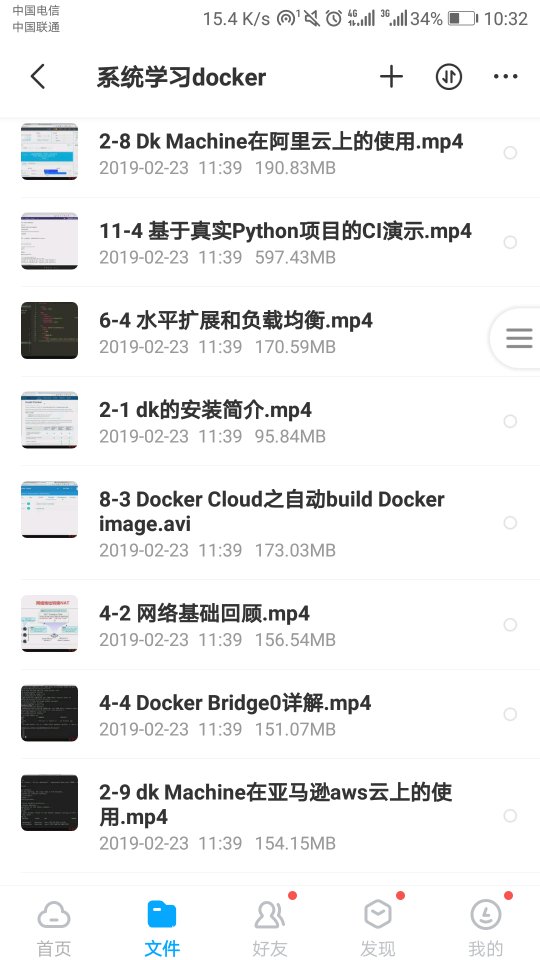 中国电信
中国联通
15.4 K/s
4G
3G
34%
10:32
系统学习docker
2-8 Dk Machine在阿里云上的使用.mp4
2019-02-23 11:39 190.83MB
11-4 基于真实Python项目的CI演示.mp4
2019-02-23 11:39 597.43MB
6-4 水平扩展和负载均衡.mp4
2019-02-23 11:39 170.59MB
2-1 dk的安装简介.mp4
2019-02-23 11:39 95.84MB
8-3 Docker Cloud之自动build Docker
image.avi
2019-02-23 11:39 173.03MB
4-2 网络基础回顾.mp4
2019-02-23 11:39 156.54MB
4-4 Docker Bridge0详解.mp4
2019-02-23 11:39 151.07MB
2-9 dk Machine在亚马逊aws云上的使
用.mp4
2019-02-23 11:39 154.15MB
首页
文件
好友
发现
我的